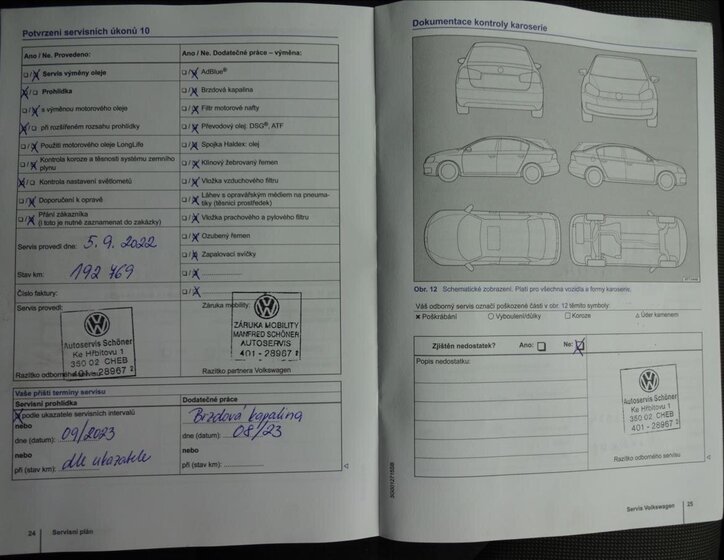 Potvrzení servisních úkonů 10
Ano / Ne. Provedeno:
☐/☒ Servis výměny oleje
☒/☐ Prohlídka
☐/☒ s výměnou motorového oleje
☒/☐ při rozšířeném rozsahu prohlídky
☐/☒ Použití motorového oleje LongLife
☐/☒ Kontrola koroze a těsnosti systému zemního
plynu
☒/☐ Kontrola nastavení světlometů
☐/☒ Doporučení k opravě
☐/☒ Přání zákazníka
(i toto je nutné zaznamenat do zakázky)
Servis provedl dne: 5. 9. 2022
Stav km: 192 769
Číslo faktury:
Servis provedl:
Autoservis Schöner
Ke Hřbitovu 1
350 02 CHEB
401 - 28967
Razítko odborného servisu
Ano / Ne. Dodatečné práce – výměna:
☐/☒ AdBlue®
☐/☒ Brzdová kapalina
☐/☒ Filtr motorové nafty
☐/☒ Převodový olej: DSG®, ATF
☐/☒ Spojka Haldex: olej
☐/☒ Klínový žebrovaný řemen
☐/☒ Vložka vzduchového filtru
☐/☒ Láhev s opravářským médiem na pneuma-
tiky (těsnicí prostředek)
☐/☒ Vložka prachového a pylového filtru
☐/☒ Ozubený řemen
☐/☒ Zapalovací svíčky
☐/☒ ....................
☐/☒ ....................
Záruka mobility:
ZÁRUKA MOBILITY
MANFRED SCHÖNER
AUTOSERVIS
401 - 28967
Razítko partnera Volkswagen
Vaše příští termíny servisu
Servisní prohlídka
☒ podle ukazatele servisních intervalů
nebo
dne (datum): 09/2023
nebo
při (stav km): dle ukazatele
Dodatečné práce
Brzdová kapalina
dne (datum): 08/23
nebo
při (stav km): ....................
24 Servisní plán
Dokumentace kontroly karoserie
Obr. 12 Schematické zobrazení. Platí pro všechna vozidla a formy karoserie.
Váš odborný servis označí poškozené části v obr. 12 těmito symboly:
✖ Poškrábání ○ Vyboulení/důlky ☐ Koroze △ Úder kamenem
Zjištěn nedostatek? Ano: ☐ Ne: ☒
Popis nedostatku:
Autoservis Schöner
Ke Hřbitovu 1
350 02 CHEB
401 - 28967
Razítko odborného servisu
Servis Volkswagen 25